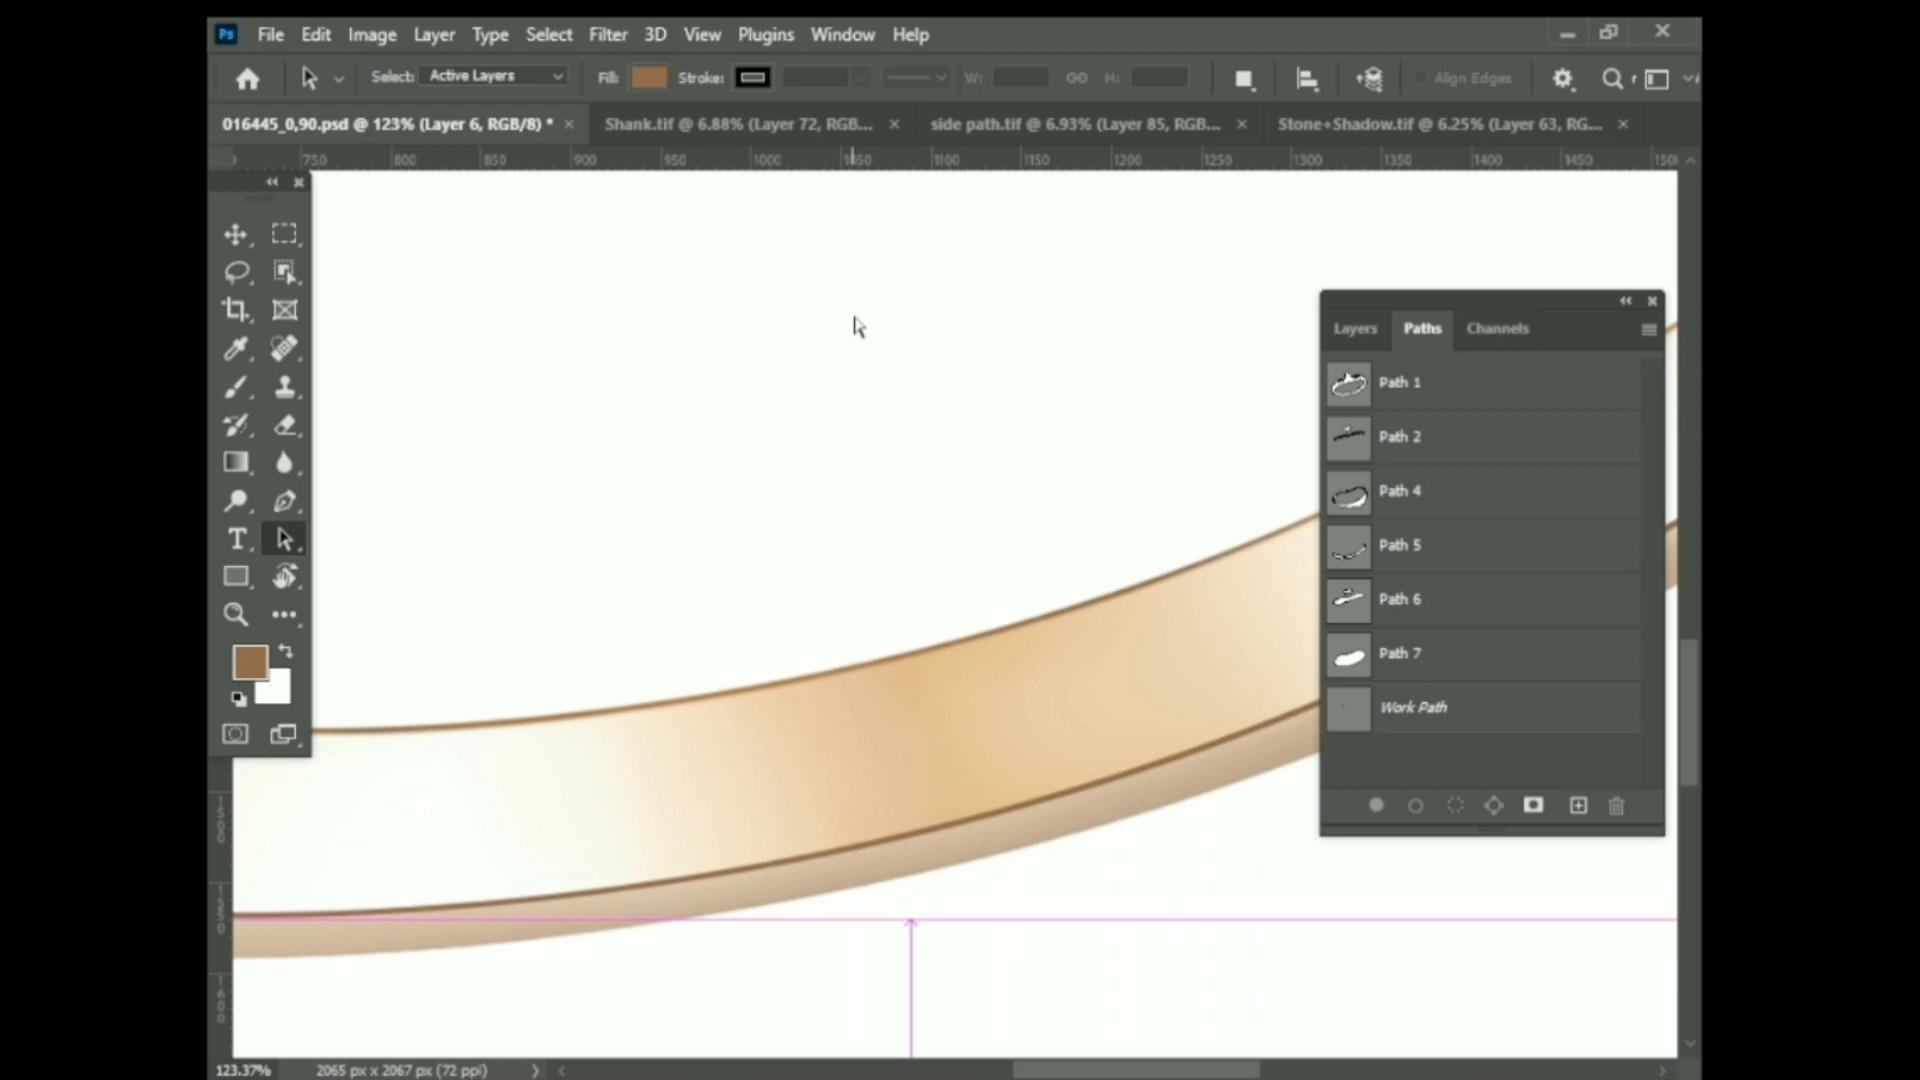 Ps File Edit Image Layer Type Select Filter 3D View Plugins Window Help
Select: Active Layers Fill: Stroke: W: H: Align Edges
016445_0,90.psd @ 123% (Layer 6, RGB/8) * Shank.tif @ 6.88% (Layer 72, RGB... side path.tif @ 6.93% (Layer 85, RGB... Stone+Shadow.tif @ 6.25% (Layer 63, RG...
750 800 850 900 950 1000 1050 1100 1150 1200 1250 1300 1350 1400 1450
Layers Paths Channels
Path 1
Path 2
Path 4
Path 5
Path 6
Path 7
Work Path
1500
1550
1600
123.37% 2065 px x 2067 px (72 ppi)